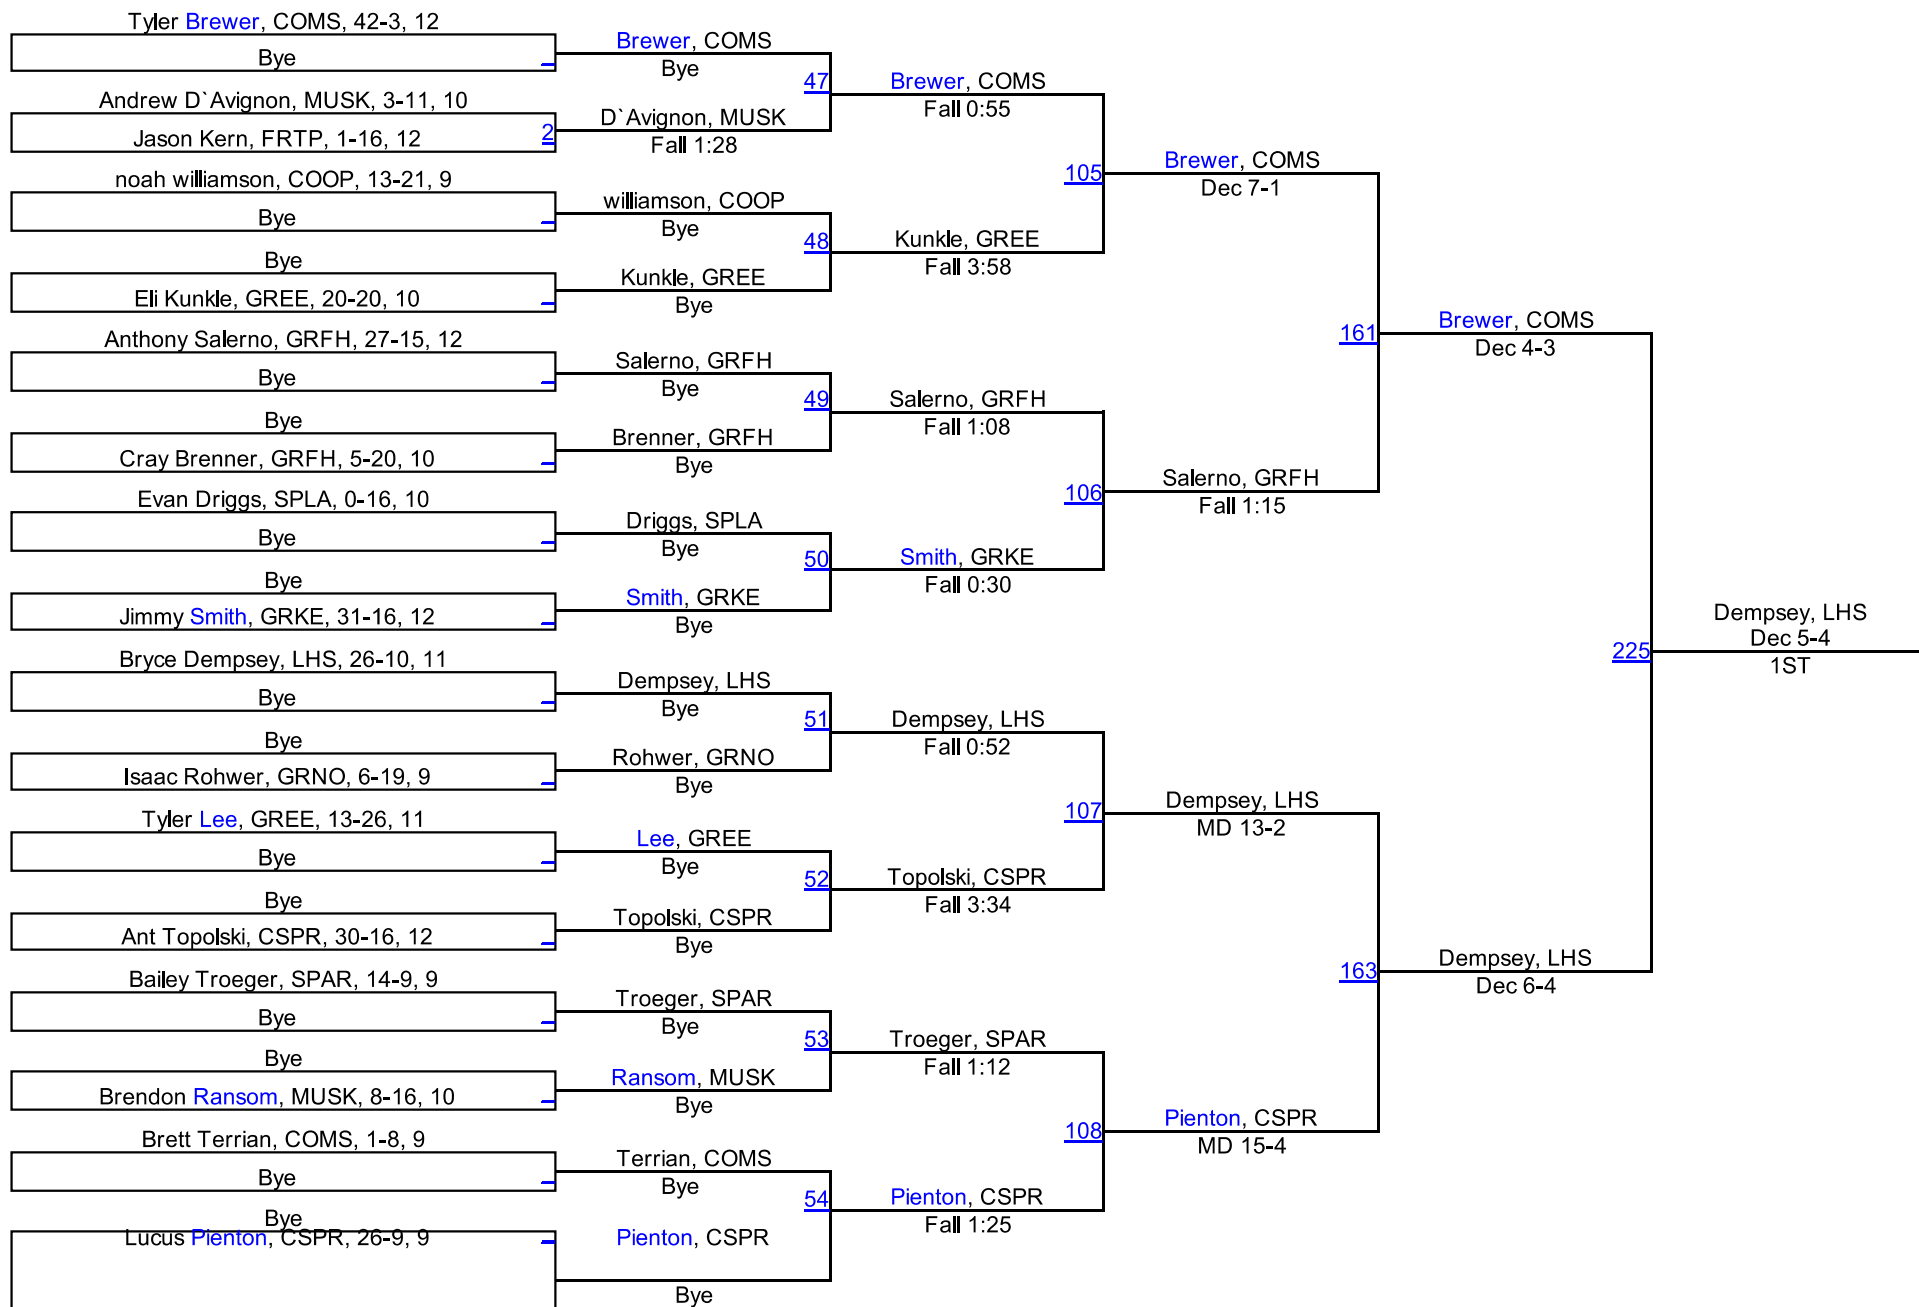 Tyler Brewer, COMS, 42-3, 12
Bye
Andrew D`Avignon, MUSK, 3-11, 10
Jason Kern, FRTP, 1-16, 12
2
noah williamson, COOP, 13-21, 9
Bye
Bye
Eli Kunkle, GREE, 20-20, 10
Anthony Salerno, GRFH, 27-15, 12
Bye
Bye
Cray Brenner, GRFH, 5-20, 10
Evan Driggs, SPLA, 0-16, 10
Bye
Bye
Jimmy Smith, GRKE, 31-16, 12
Bryce Dempsey, LHS, 26-10, 11
Bye
Bye
Isaac Rohwer, GRNO, 6-19, 9
Tyler Lee, GREE, 13-26, 11
Bye
Bye
Ant Topolski, CSPR, 30-16, 12
Bailey Troeger, SPAR, 14-9, 9
Bye
Bye
Brendon Ransom, MUSK, 8-16, 10
Brett Terrian, COMS, 1-8, 9
Bye
Bye
Lucus Pienton, CSPR, 26-9, 9
Brewer, COMS
Bye
47
D`Avignon, MUSK
Fall 1:28
williamson, COOP
Bye
48
Kunkle, GREE
Bye
Salerno, GRFH
Bye
49
Brenner, GRFH
Bye
Driggs, SPLA
Bye
50
Smith, GRKE
Bye
Dempsey, LHS
Bye
51
Rohwer, GRNO
Bye
Lee, GREE
Bye
52
Topolski, CSPR
Bye
Troeger, SPAR
Bye
53
Ransom, MUSK
Bye
Terrian, COMS
Bye
54
Pienton, CSPR
Bye
Brewer, COMS
Fall 0:55
105
Kunkle, GREE
Fall 3:58
Salerno, GRFH
Fall 1:08
106
Smith, GRKE
Fall 0:30
Dempsey, LHS
Fall 0:52
107
Topolski, CSPR
Fall 3:34
Troeger, SPAR
Fall 1:12
108
Pienton, CSPR
Fall 1:25
Brewer, COMS
Dec 7-1
161
Salerno, GRFH
Fall 1:15
Dempsey, LHS
MD 13-2
163
Pienton, CSPR
MD 15-4
Brewer, COMS
Dec 4-3
225
Dempsey, LHS
Dec 6-4
Dempsey, LHS
Dec 5-4
1ST